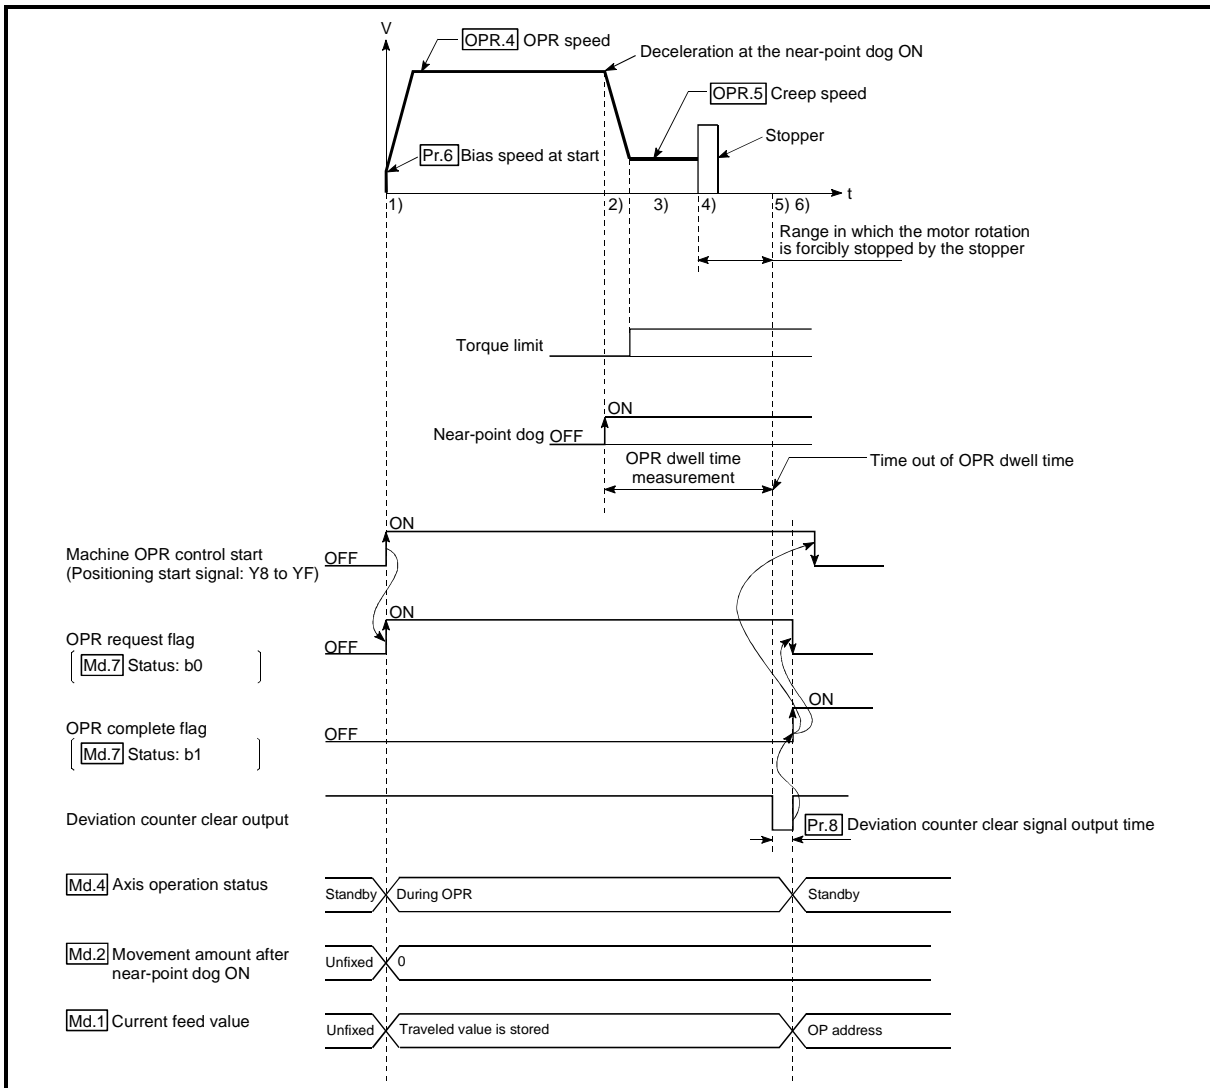 V
OPR.4 OPR speed
Deceleration at the near-point dog ON
OPR.5 Creep speed
Stopper
Pr.6 Bias speed at start
t
1)
2)
3)
4)
5) 6)
Range in which the motor rotation
is forcibly stopped by the stopper
Torque limit
ON
Near-point dog OFF
OPR dwell time
measurement
Time out of OPR dwell time
ON
Machine OPR control start
(Positioning start signal: Y8 to YF)
OFF
ON
OPR request flag
OFF
Md.7 Status: b0
ON
OPR complete flag
OFF
Md.7 Status: b1
Deviation counter clear output
Pr.8 Deviation counter clear signal output time
Md.4 Axis operation status
Standby
During OPR
Standby
Md.2 Movement amount after
near-point dog ON
Unfixed
0
Md.1 Current feed value
Unfixed
Traveled value is stored
OP address